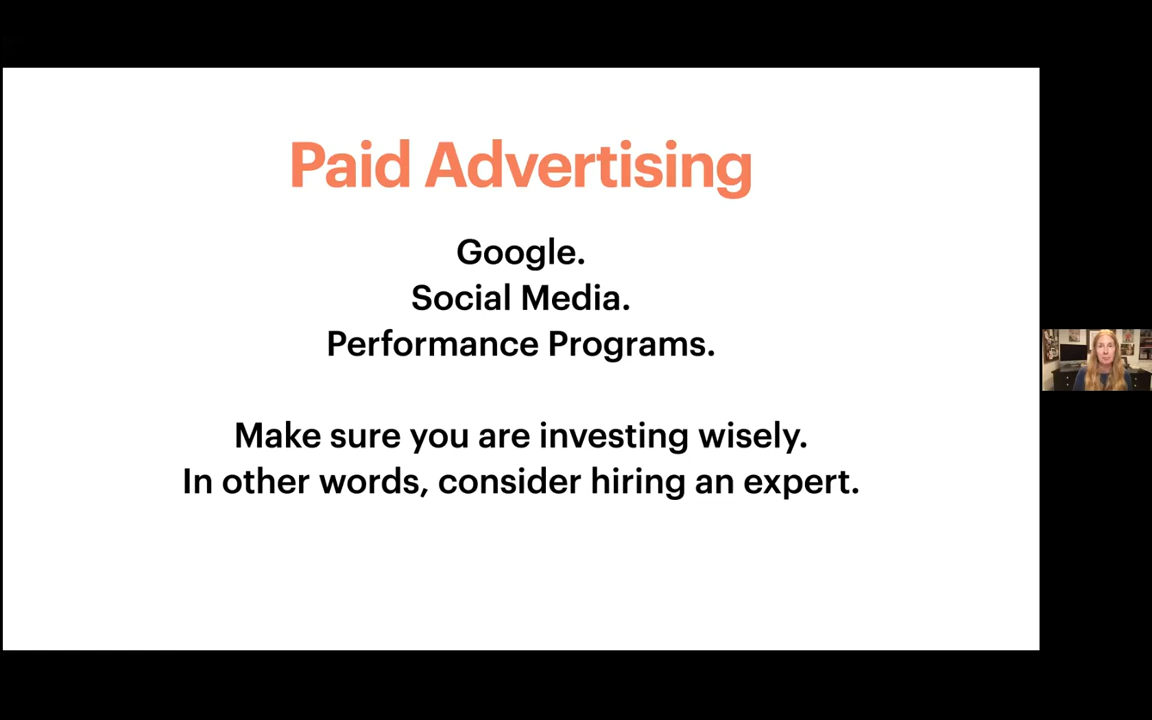 Paid Advertising
Google.
Social Media.
Performance Programs.
Make sure you are investing wisely.
In other words, consider hiring an expert.